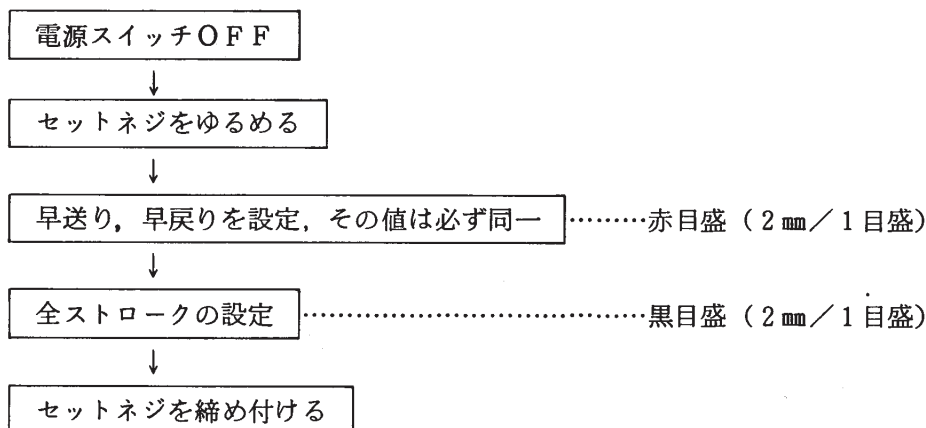 電源スイッチOFF
↓
セットネジをゆるめる
↓
早送り，早戻りを設定，その値は必ず同一………赤目盛（2㎜／1目盛）
↓
全ストロークの設定………………………………黒目盛（2㎜／1目盛）
↓
セットネジを締め付ける